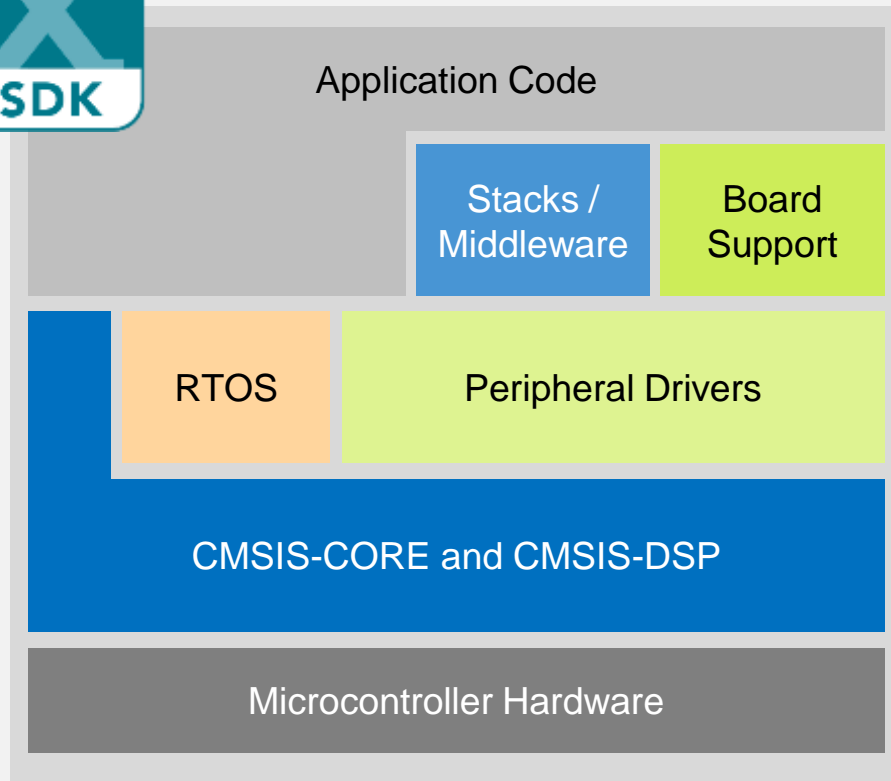 SDK
Application Code
Stacks /
Middleware
Board
Support
RTOS
Peripheral Drivers
CMSIS-CORE and CMSIS-DSP
Microcontroller Hardware